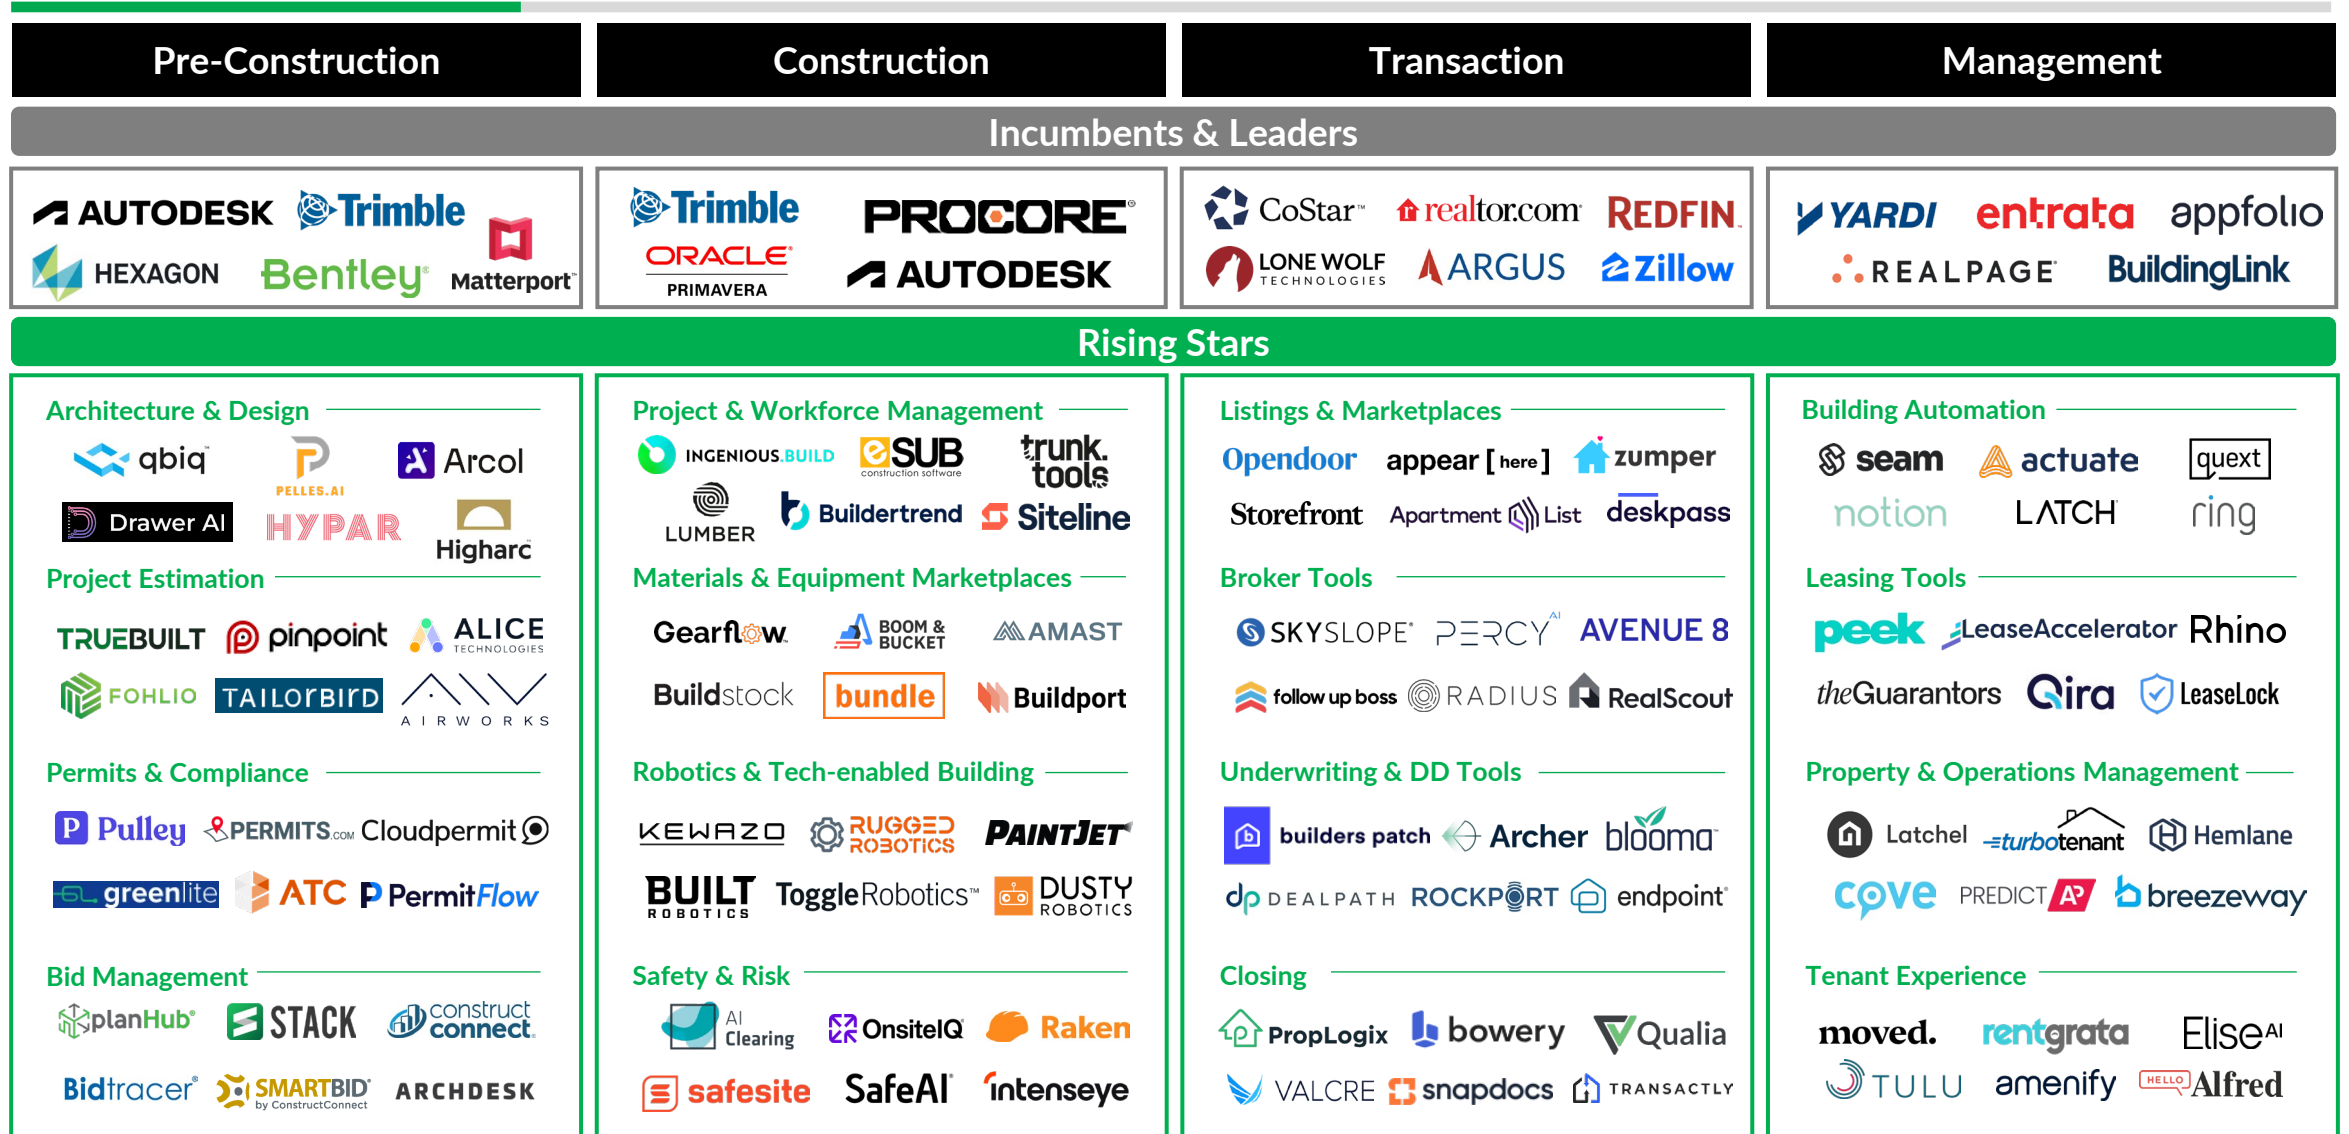 Pre-Construction
Construction
Transaction
Management
Incumbents & Leaders
AUTODESK
Trimble
HEXAGON
Bentley®
Matterport™
Trimble
PROCORE®
ORACLE®
PRIMAVERA
AUTODESK
CoStar™
realtor.com®
REDFIN
LONE WOLF
TECHNOLOGIES
ARGUS
Zillow
YARDI
entrata
appfolio
REALPAGE®
BuildingLink
Rising Stars
Architecture & Design
qbiq™
PELLES.AI
Arcol
Drawer AI
HYPAR
Higharc
Project Estimation
TRUEBUILT
pinpoint
ALICE
TECHNOLOGIES
FOHLIO
TAILORBIRD
AIRWORKS
Permits & Compliance
Pulley
PERMITS.COM
Cloudpermit
greenlite
ATC
PermitFlow
Bid Management
planHub®
STACK
construct
connect
Bidtracer®
SMARTBID®
by ConstructConnect
ARCHDESK
Project & Workforce Management
INGENIOUS.BUILD
eSUB
construction software
trunk.
tools
LUMBER
Buildertrend
Siteline
Materials & Equipment Marketplaces
Gearflow
BOOM &
BUCKET
AMAST
Buildstock
bundle
Buildport
Robotics & Tech-enabled Building
KEWAZO
RUGGED
ROBOTICS
PAINTJET
BUILT
ROBOTICS
Toggle Robotics™
DUSTY
ROBOTICS
Safety & Risk
AI
Clearing
OnsiteIQ
Raken
safesite
SafeAI
intenseye
Listings & Marketplaces
Opendoor
appear [here]
zumper
Storefront
Apartment List
deskpass
Broker Tools
SKYSLOPE®
PERCY AI
AVENUE 8
follow up boss
RADIUS
RealScout
Underwriting & DD Tools
builders patch
Archer
blooma™
dp DEALPATH
ROCKPORT
endpoint®
Closing
PropLogix
bowery
Qualia
VALCRE
snapdocs
TRANSACTLY
Building Automation
seam
actuate
quext
notion
LATCH
ring
Leasing Tools
peek
LeaseAccelerator
Rhino
theGuarantors
Qira
LeaseLock
Property & Operations Management
Latchel
turbotenant
Hemlane
cove
PREDICT AP
breezeway
Tenant Experience
moved.
rentgrata
EliseAI
TULU
amenify
HELLO Alfred